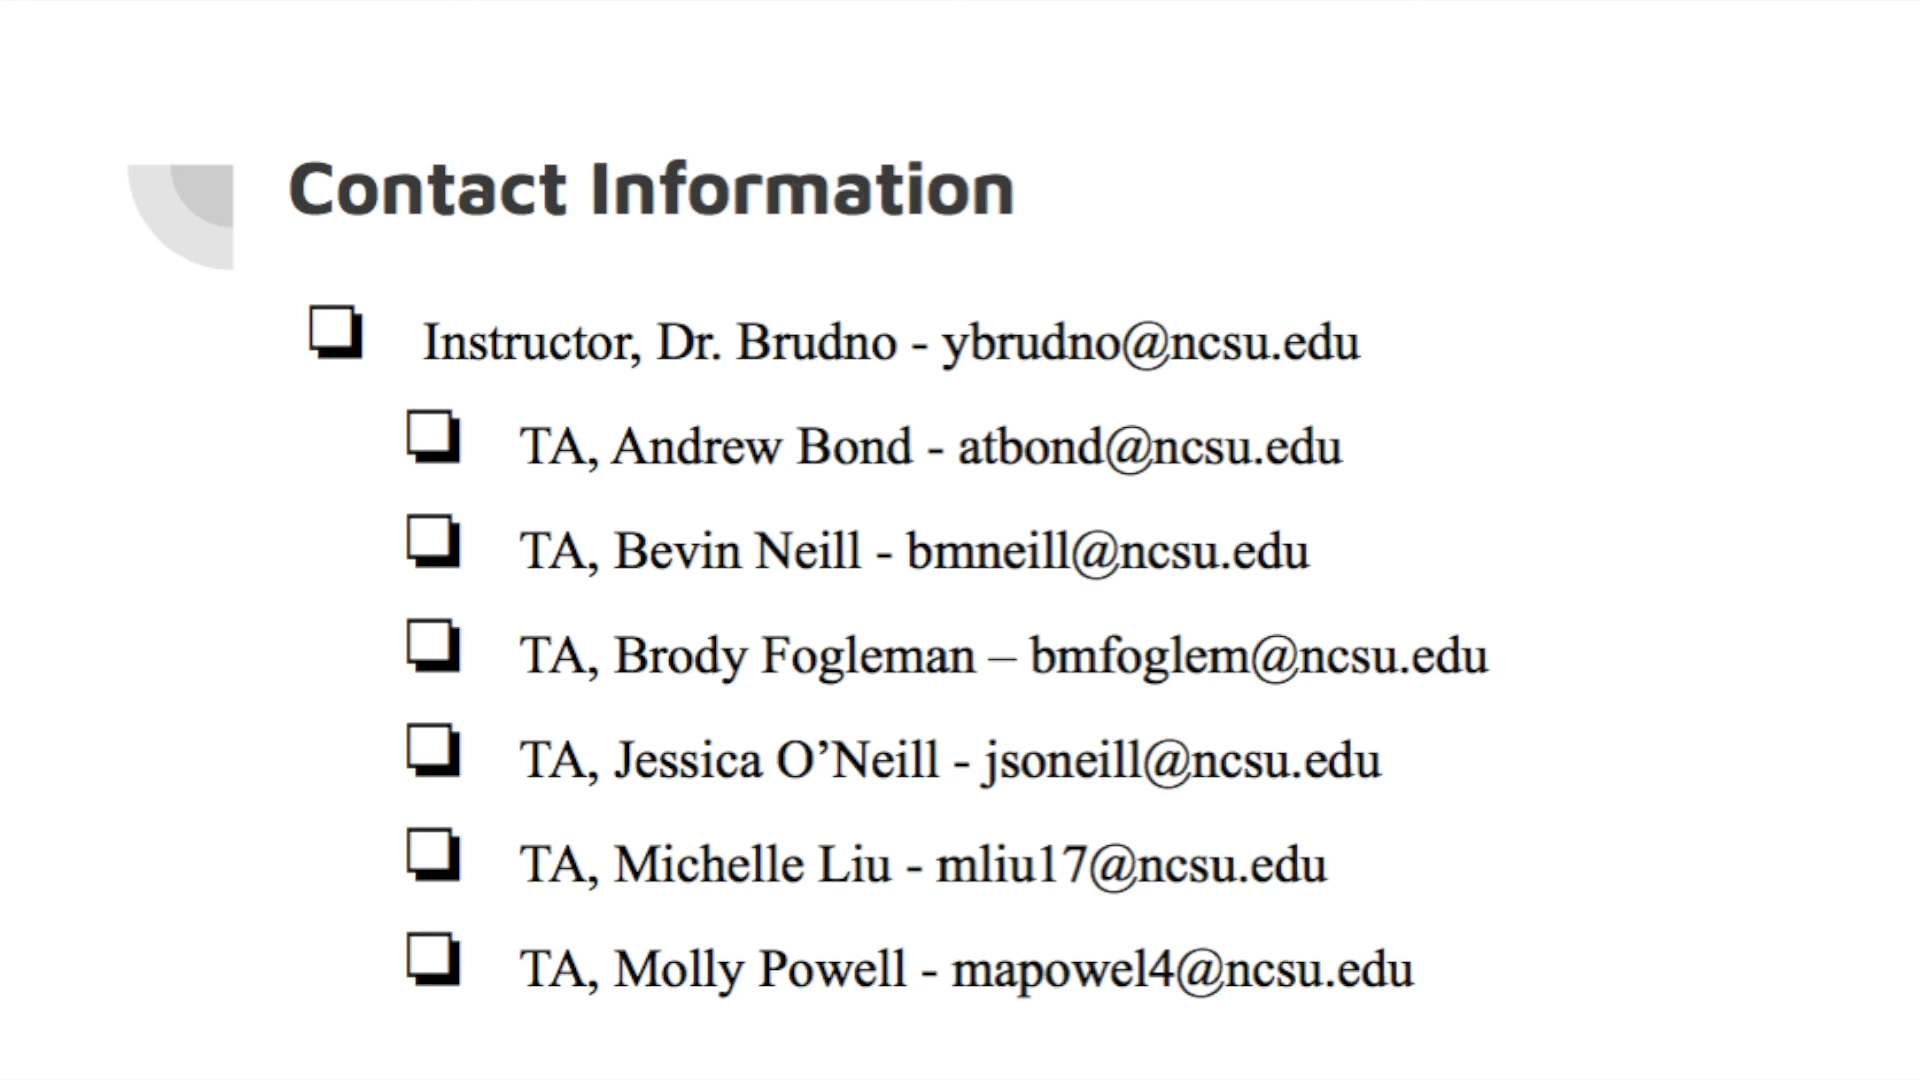 Contact Information
Instructor, Dr. Brudno - ybrudno@ncsu.edu
TA, Andrew Bond - atbond@ncsu.edu
TA, Bevin Neill - bmneill@ncsu.edu
TA, Brody Fogleman – bmfoglem@ncsu.edu
TA, Jessica O’Neill - jsoneill@ncsu.edu
TA, Michelle Liu - mliu17@ncsu.edu
TA, Molly Powell - mapowel4@ncsu.edu